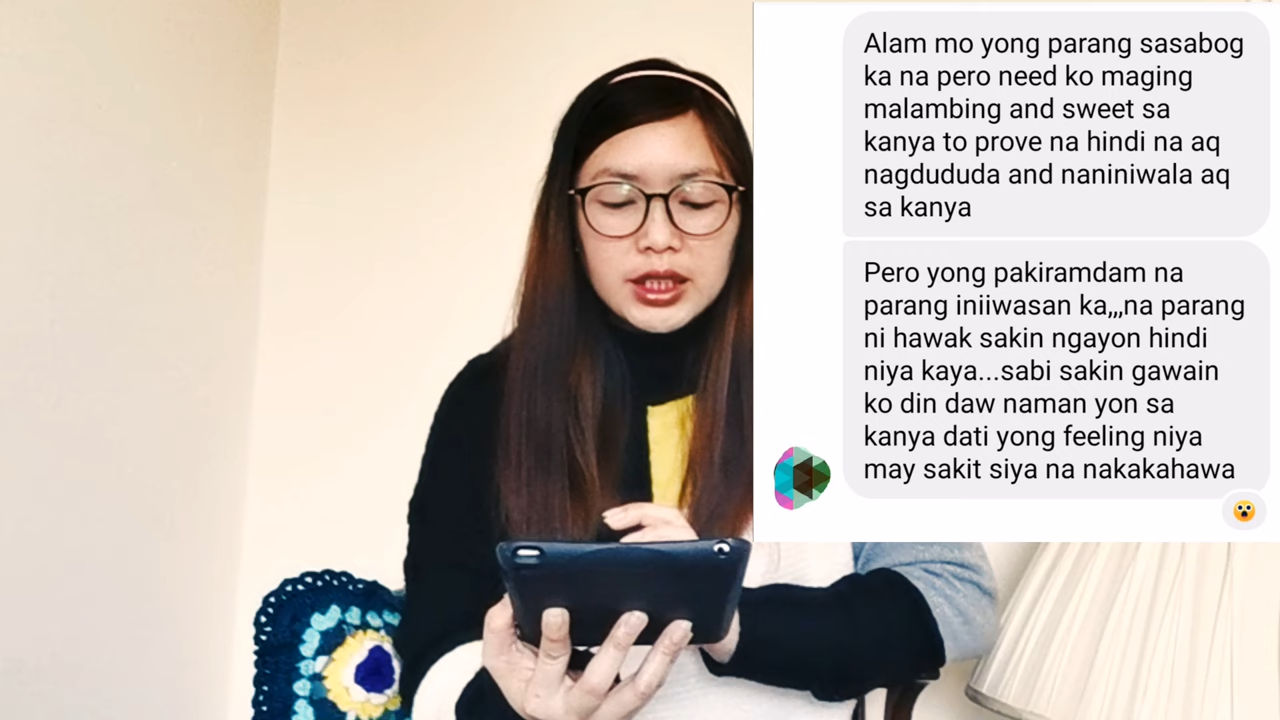 Alam mo yong parang sasabog
ka na pero need ko maging
malambing and sweet sa
kanya to prove na hindi na aq
nagdududa and naniniwala aq
sa kanya
Pero yong pakiramdam na
parang iniiwasan ka,,,na parang
ni hawak sakin ngayon hindi
niya kaya...sabi sakin gawain
ko din daw naman yon sa
kanya dati yong feeling niya
may sakit siya na nakakahawa